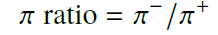 π ratio = π⁻/π⁺